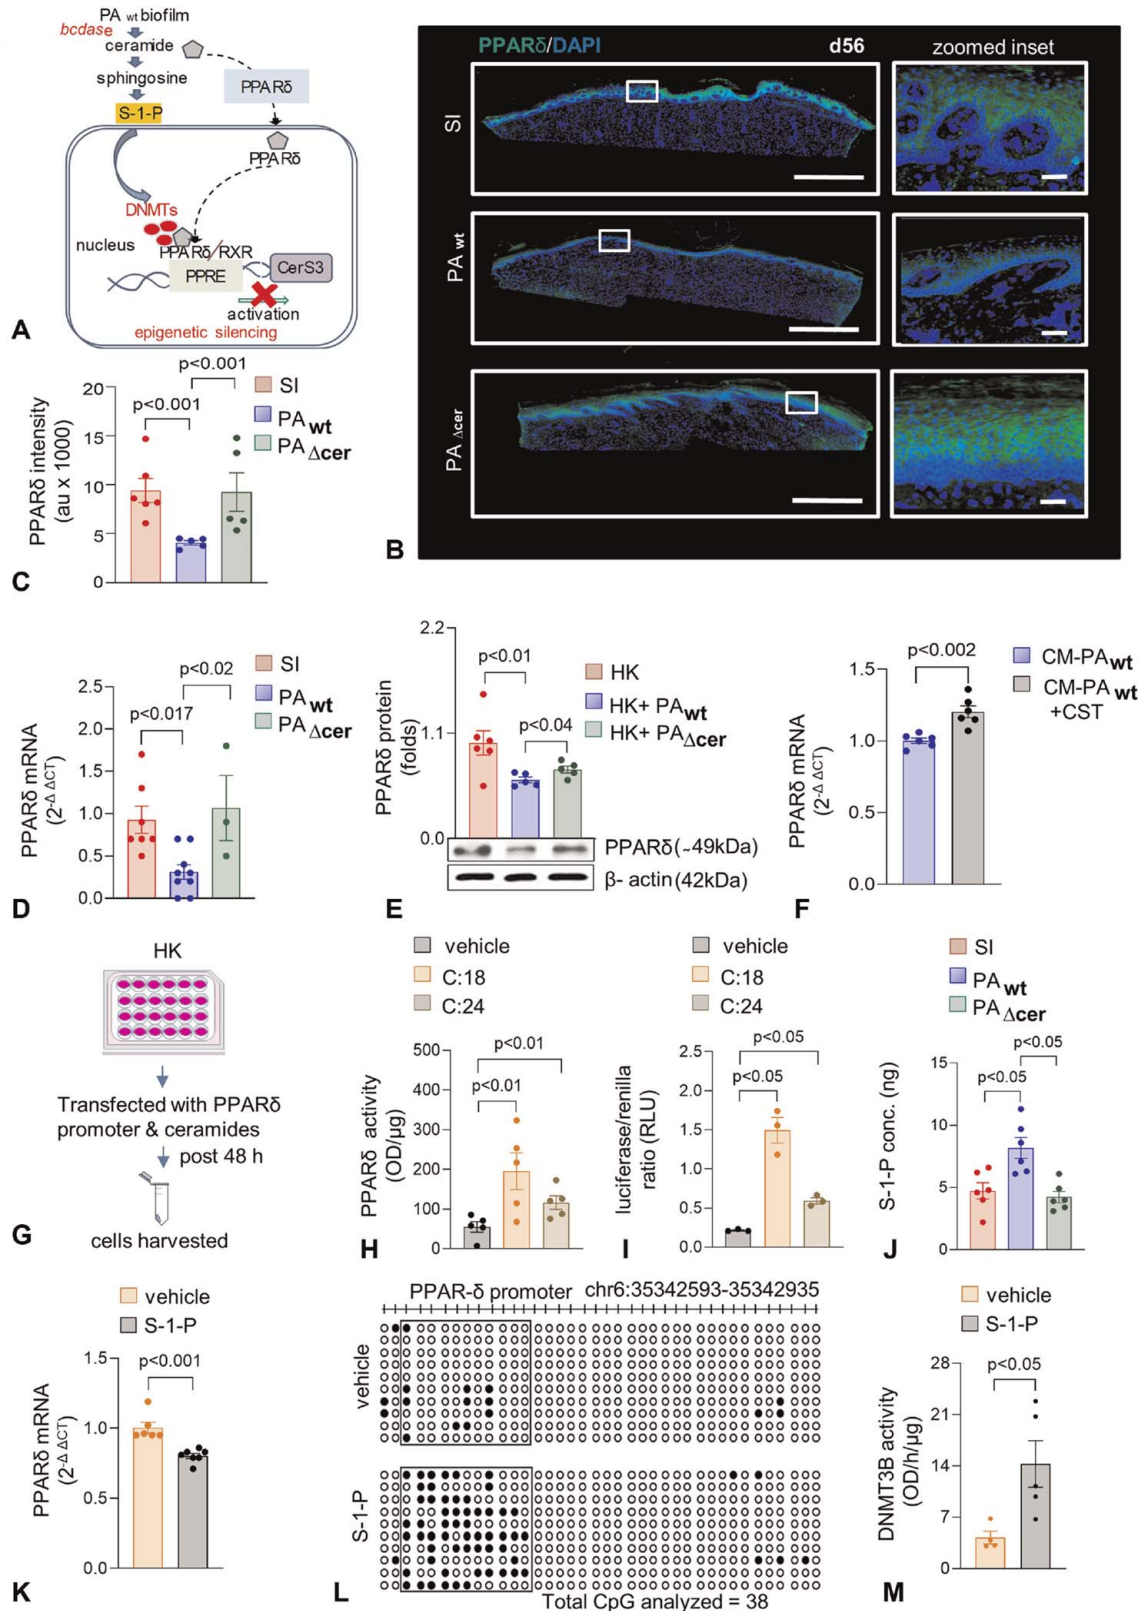 PA wt biofilm
bcdase
ceramide
sphingosine
PPARδ
S-1-P
PPARδ
DNMTs
nucleus
PPARδ/RXR
PPRE
CerS3
activation
epigenetic silencing
A
PPARδ/DAPI
d56
zoomed inset
SI
PA wt
PA Δcer
B
20
15
10
5
0
PPARδ intensity
(au x 1000)
p<0.001
p<0.001
SI
PA wt
PA Δcer
C
2.5
2.0
1.5
1.0
0.5
0.0
PPARδ mRNA
(2-Δ ΔCT)
p<0.017
p<0.02
SI
PA wt
PA Δcer
D
2.2
1.1
0.0
PPARδ protein
(folds)
p<0.01
p<0.04
HK
HK+ PA wt
HK+ PA Δcer
PPARδ(~49kDa)
β- actin (42kDa)
E
1.5
1.0
0.5
0.0
PPARδ mRNA
(2-Δ ΔCT)
p<0.002
CM-PA wt
CM-PA wt
+CST
F
HK
Transfected with PPARδ
promoter & ceramides
post 48 h
cells harvested
G
vehicle
C:18
C:24
500
400
300
200
100
0
PPARδ activity
(OD/µg)
p<0.01
p<0.01
H
vehicle
C:18
C:24
2.5
2.0
1.5
1.0
0.5
0.0
luciferase/renilla
ratio (RLU)
p<0.05
p<0.05
I
SI
PA wt
PA Δcer
15
10
5
0
S-1-P conc. (ng)
p<0.05
p<0.05
J
vehicle
S-1-P
1.5
1.0
0.5
0.0
PPARδ mRNA
(2-Δ ΔCT)
p<0.001
K
PPAR-δ promoter chr6:35342593-35342935
vehicle
S-1-P
Total CpG analyzed = 38
L
vehicle
S-1-P
28
21
14
7
0
DNMT3B activity
(OD/h/µg)
p<0.05
M